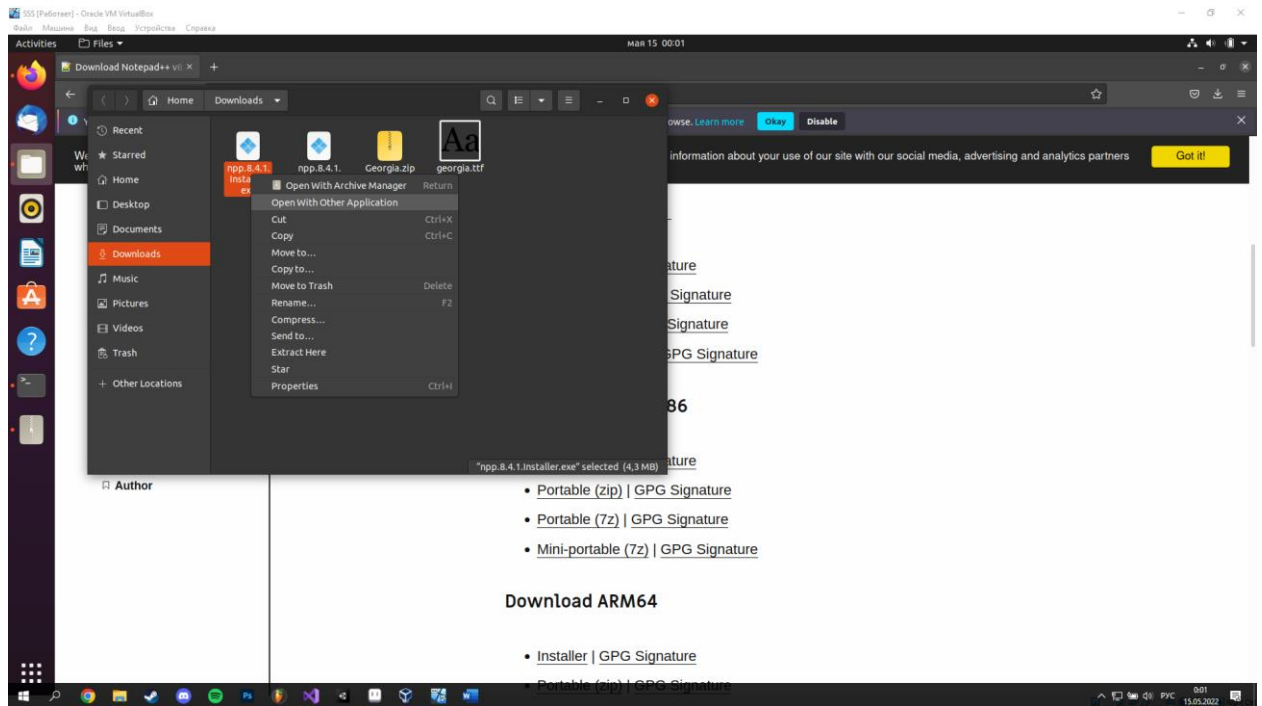 SSS [Работает] - Oracle VM VirtualBox
Файл Машина Вид Ввод Устройства Справка
Activities Files мая 15 00:01
Download Notepad++ v8
Home Downloads
owse. Learn more Okay Disable
We
wh
information about your use of our site with our social media, advertising and analytics partners Got it!
Recent
Starred
Home
Desktop
Documents
Downloads
Music
Pictures
Videos
Trash
+ Other Locations
npp.8.4.1.
Insta
ex
npp.8.4.1.
Georgia.zip
Aa
georgia.ttf
Open With Archive Manager Return
Open With Other Application
Cut Ctrl+X
Copy Ctrl+C
Move to…
Copy to…
Move to Trash Delete
Rename… F2
Compress…
Send to…
Extract Here
Star
Properties Ctrl+I
"npp.8.4.1.Installer.exe" selected (4,3 MB)
ature
Signature
Signature
GPG Signature
86
ature
Author
• Portable (zip) | GPG Signature
• Portable (7z) | GPG Signature
• Mini-portable (7z) | GPG Signature
Download ARM64
• Installer | GPG Signature
• Portable (zip) | GPG Signature
РУС
0:01
15.05.2022